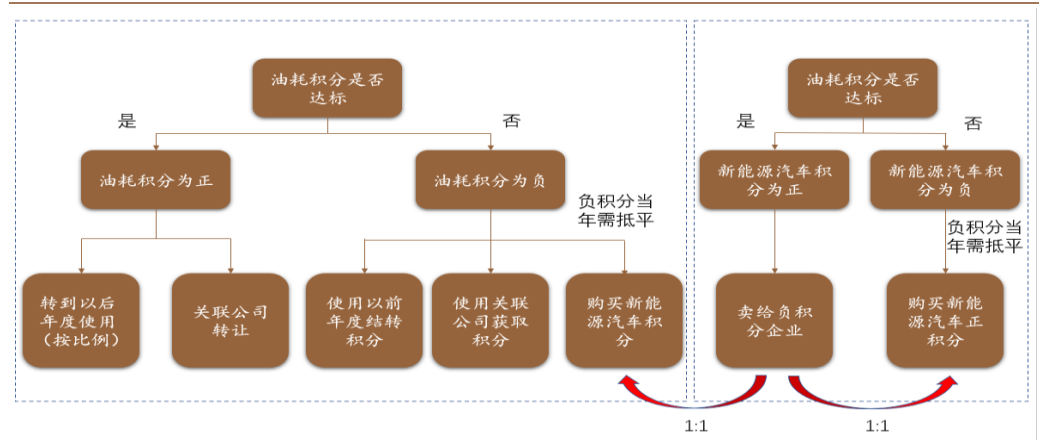 油耗积分是否
达标
是
否
油耗积分为正
油耗积分为负
负积分当
年需抵平
转到以后
年度使用
（按比例）
关联公司
转让
使用以前
年度结转
积分
使用关联
公司获取
积分
购买新能
源汽车积
分
油耗积分是否
达标
是
否
新能源汽车积
分为正
新能源汽车积
分为负
负积分当
年需抵平
卖给负积
分企业
购买新能
源汽车正
积分
1:1
1:1